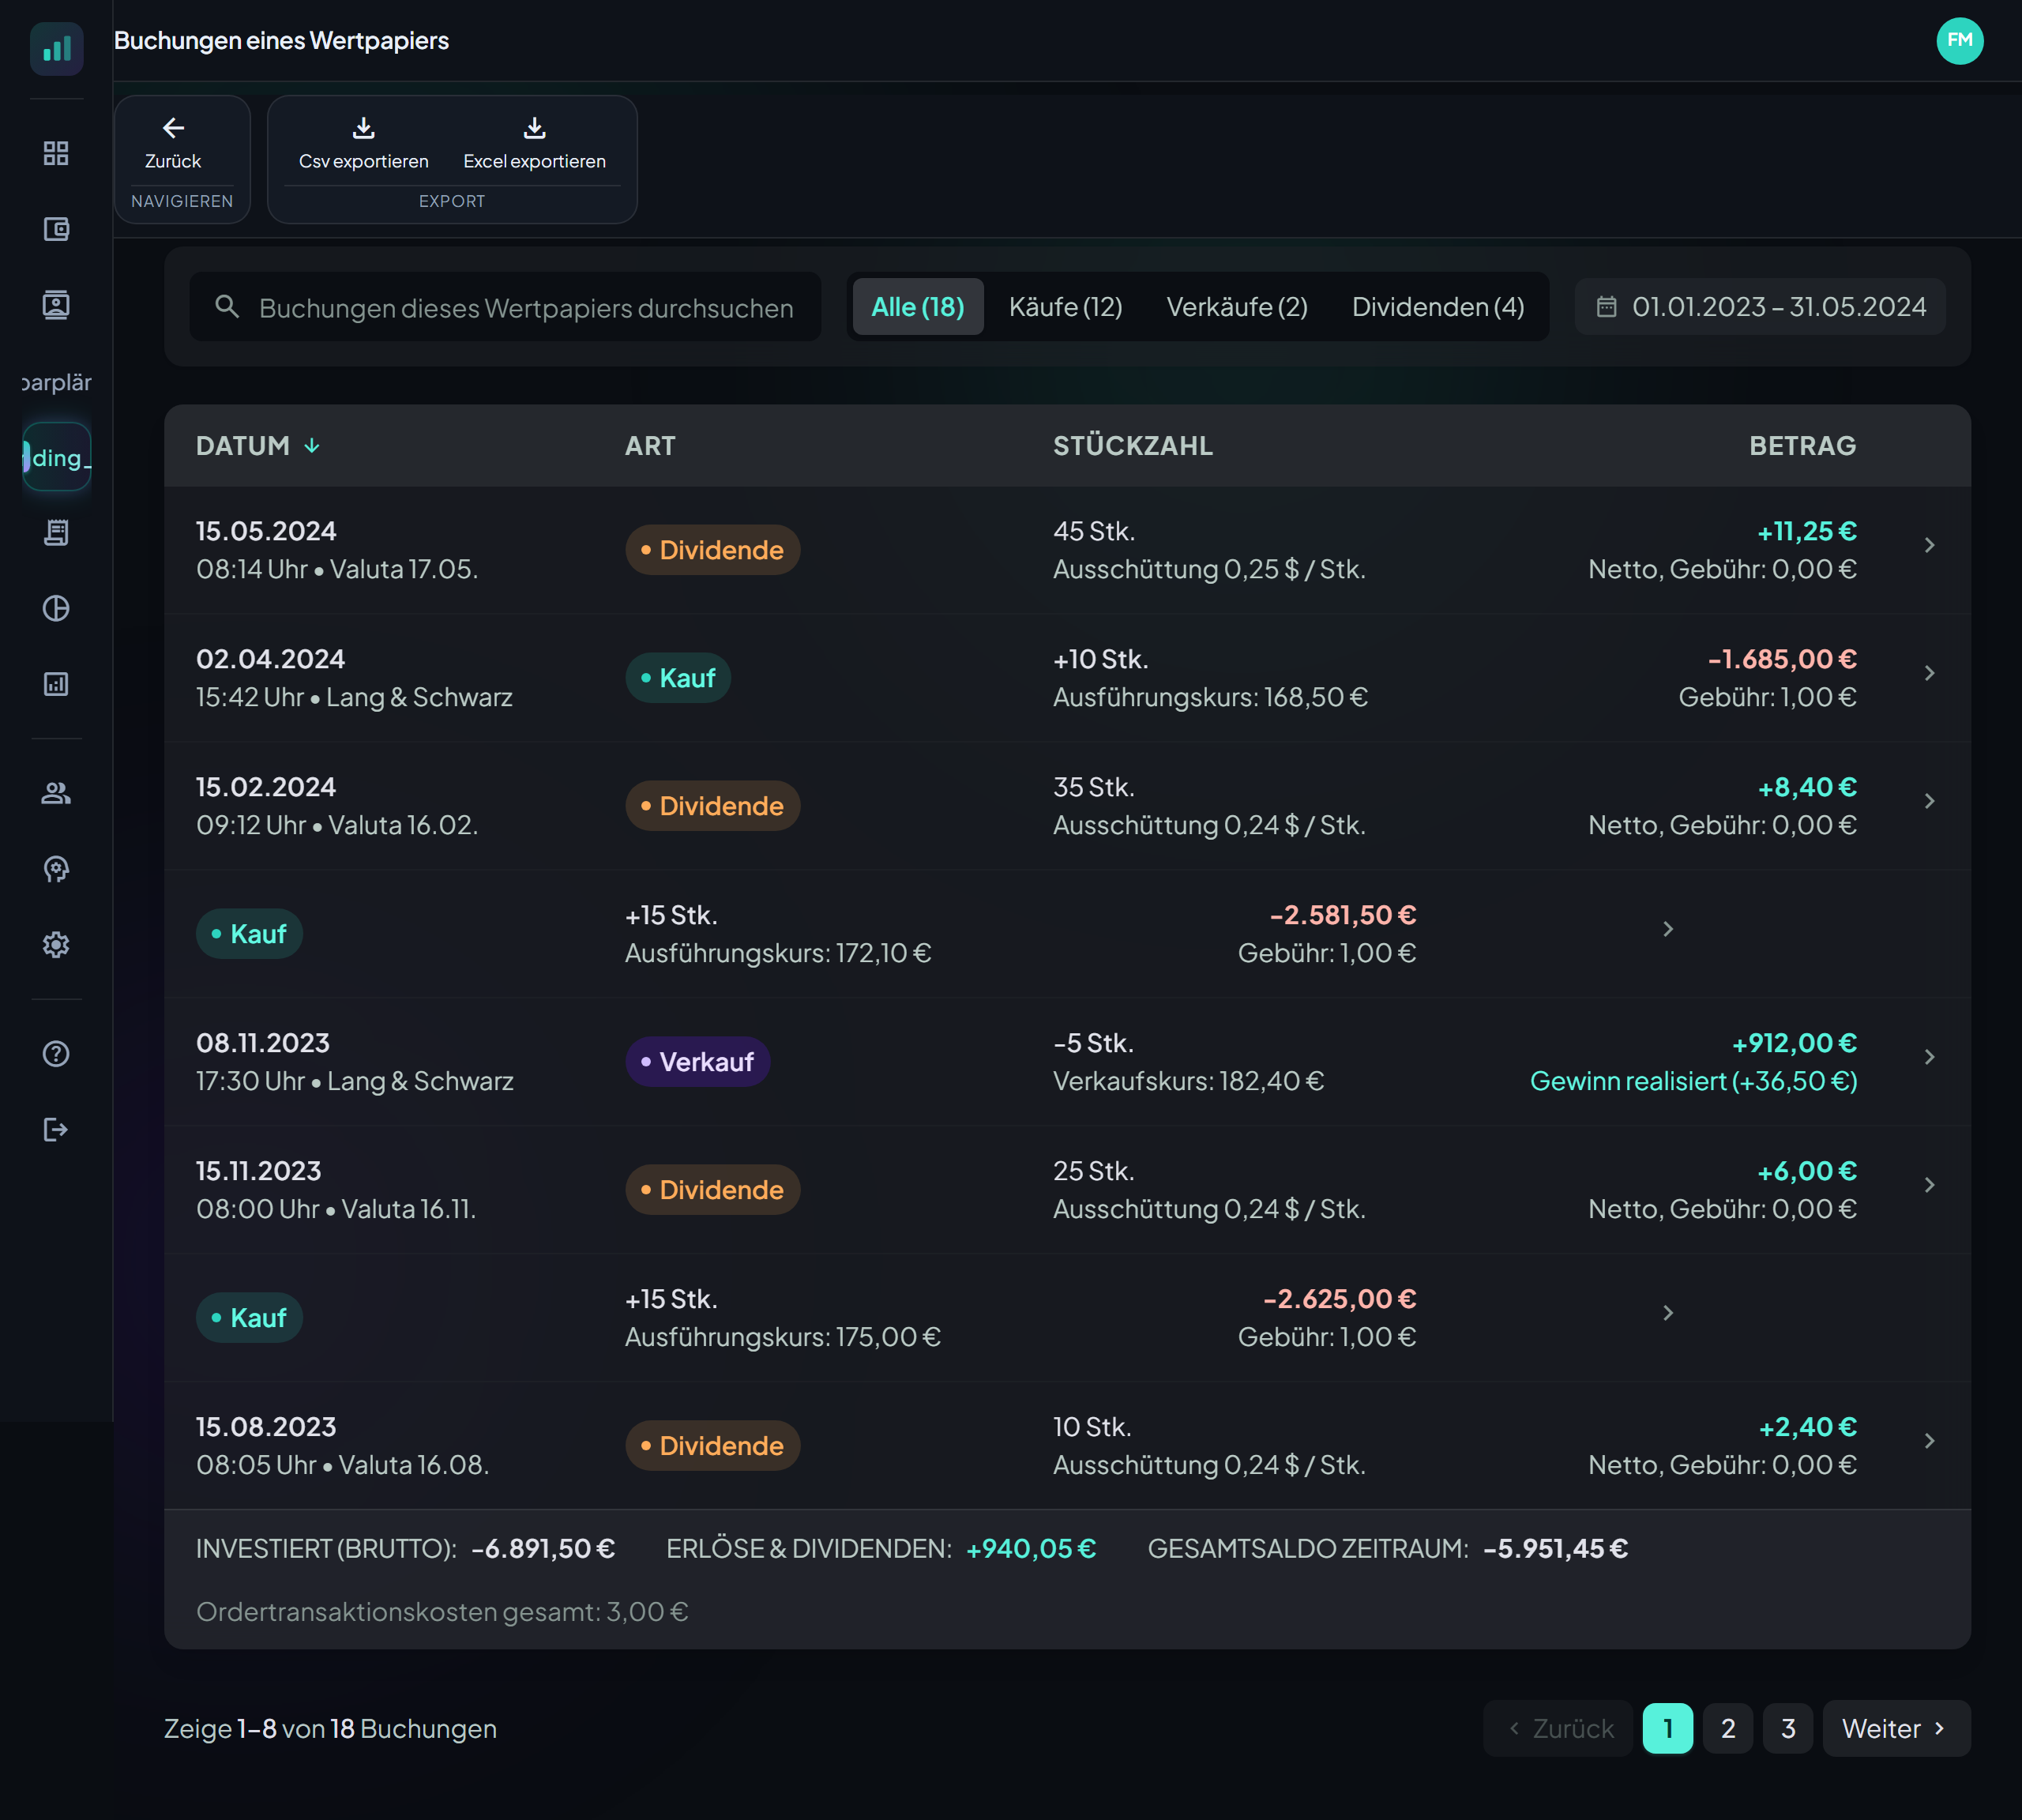 Buchungen eines Wertpapiers
FM
Zurück
NAVIGIEREN
Csv exportieren Excel exportieren
EXPORT
Buchungen dieses Wertpapiers durchsuchen
Alle (18) Käufe (12) Verkäufe (2) Dividenden (4)
01.01.2023 – 31.05.2024
parplän
ding_
DATUM ART STÜCKZAHL BETRAG
15.05.2024 Dividende 45 Stk. +11,25 €
08:14 Uhr • Valuta 17.05. Ausschüttung 0,25 $ / Stk. Netto, Gebühr: 0,00 €
02.04.2024 Kauf +10 Stk. -1.685,00 €
15:42 Uhr • Lang & Schwarz Ausführungskurs: 168,50 € Gebühr: 1,00 €
15.02.2024 Dividende 35 Stk. +8,40 €
09:12 Uhr • Valuta 16.02. Ausschüttung 0,24 $ / Stk. Netto, Gebühr: 0,00 €
Kauf +15 Stk. -2.581,50 €
Ausführungskurs: 172,10 € Gebühr: 1,00 €
08.11.2023 Verkauf -5 Stk. +912,00 €
17:30 Uhr • Lang & Schwarz Verkaufskurs: 182,40 € Gewinn realisiert (+36,50 €)
15.11.2023 Dividende 25 Stk. +6,00 €
08:00 Uhr • Valuta 16.11. Ausschüttung 0,24 $ / Stk. Netto, Gebühr: 0,00 €
Kauf +15 Stk. -2.625,00 €
Ausführungskurs: 175,00 € Gebühr: 1,00 €
15.08.2023 Dividende 10 Stk. +2,40 €
08:05 Uhr • Valuta 16.08. Ausschüttung 0,24 $ / Stk. Netto, Gebühr: 0,00 €
INVESTIERT (BRUTTO): -6.891,50 € ERLÖSE & DIVIDENDEN: +940,05 € GESAMTSALDO ZEITRAUM: -5.951,45 €
Ordertransaktionskosten gesamt: 3,00 €
Zeige 1–8 von 18 Buchungen
Zurück 1 2 3 Weiter